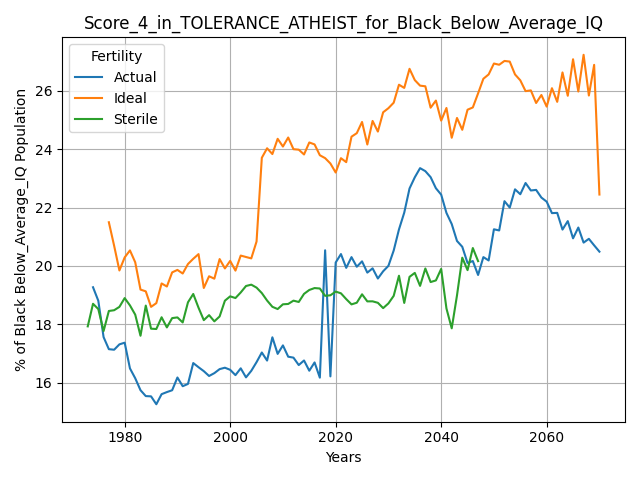 Score_4_in_TOLERANCE_ATHEIST_for_Black_Below_Average_IQ
Fertility
Actual
Ideal
Sterile
% of Black Below_Average_IQ Population
26
24
22
20
18
16
1980
2000
2020
2040
2060
Years